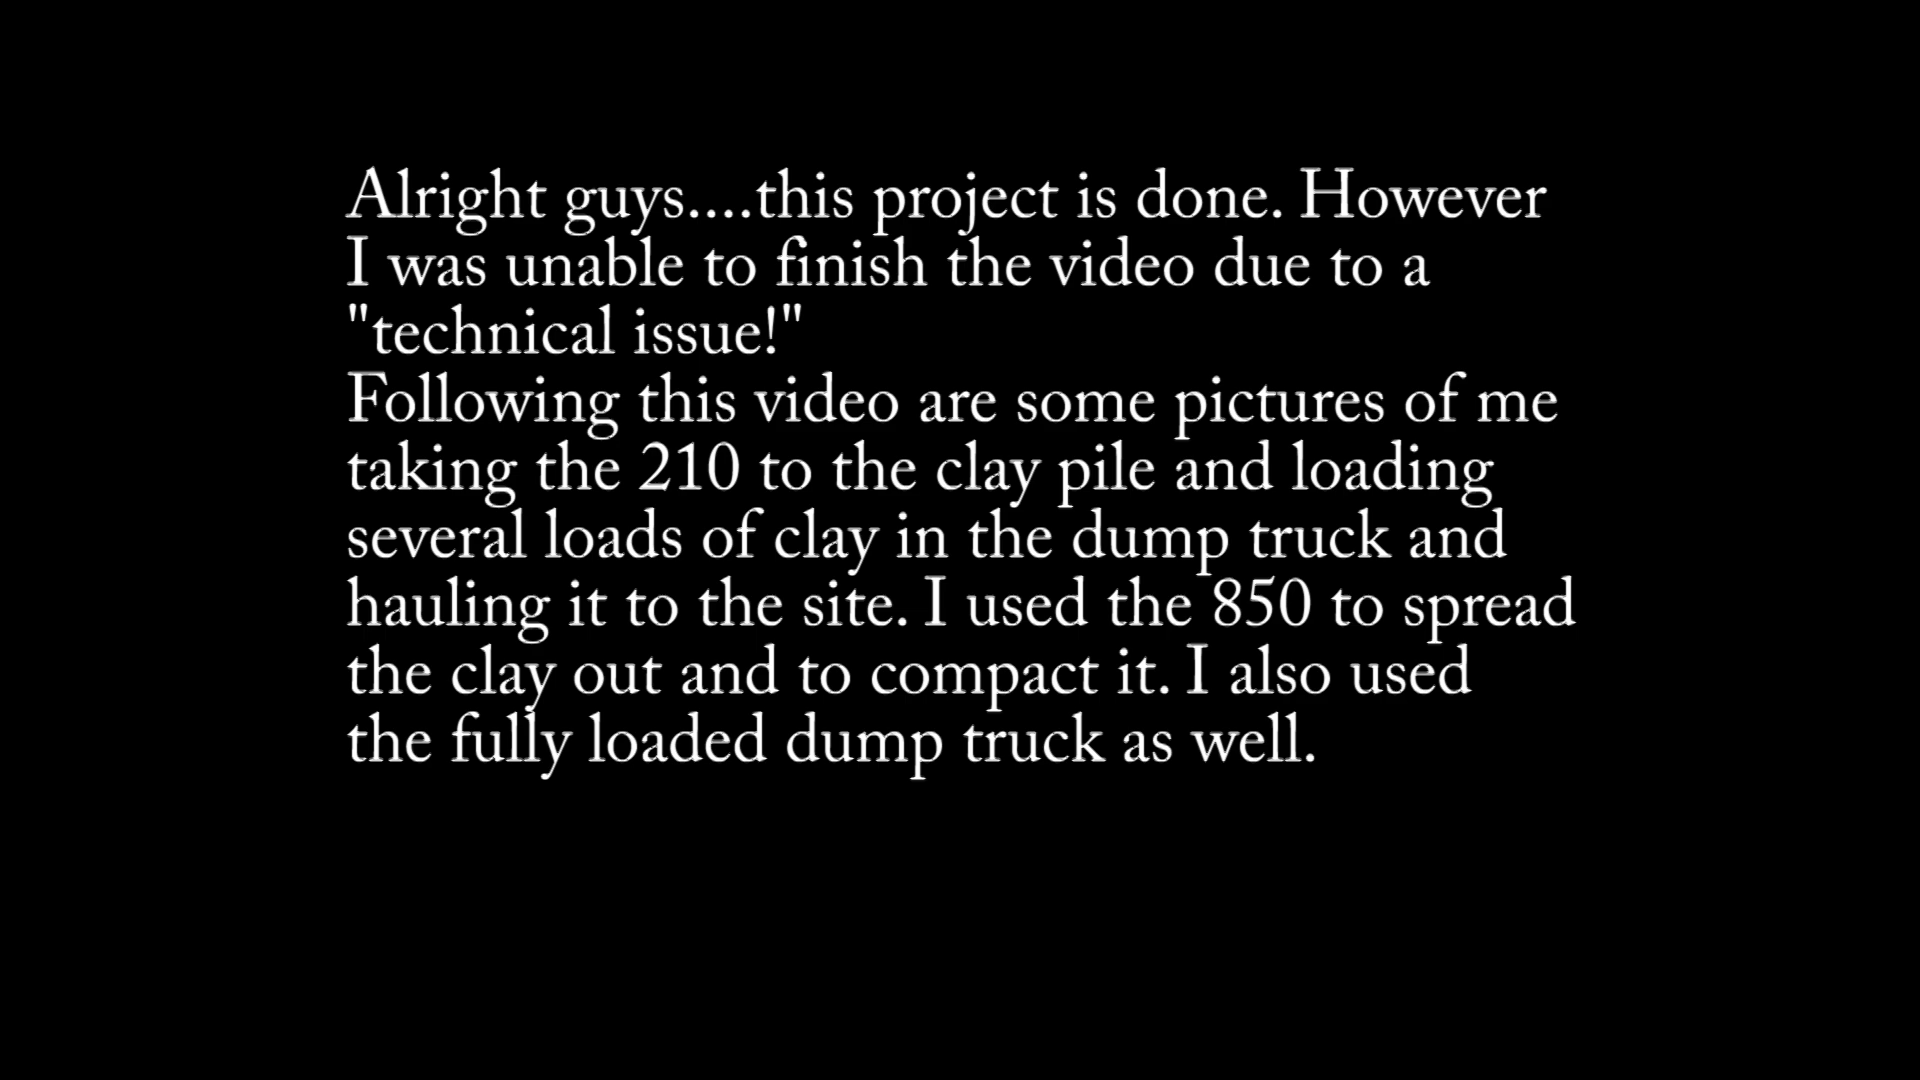 Alright guys....this project is done. However
I was unable to finish the video due to a
"technical issue!"
Following this video are some pictures of me
taking the 210 to the clay pile and loading
several loads of clay in the dump truck and
hauling it to the site. I used the 850 to spread
the clay out and to compact it. I also used
the fully loaded dump truck as well.